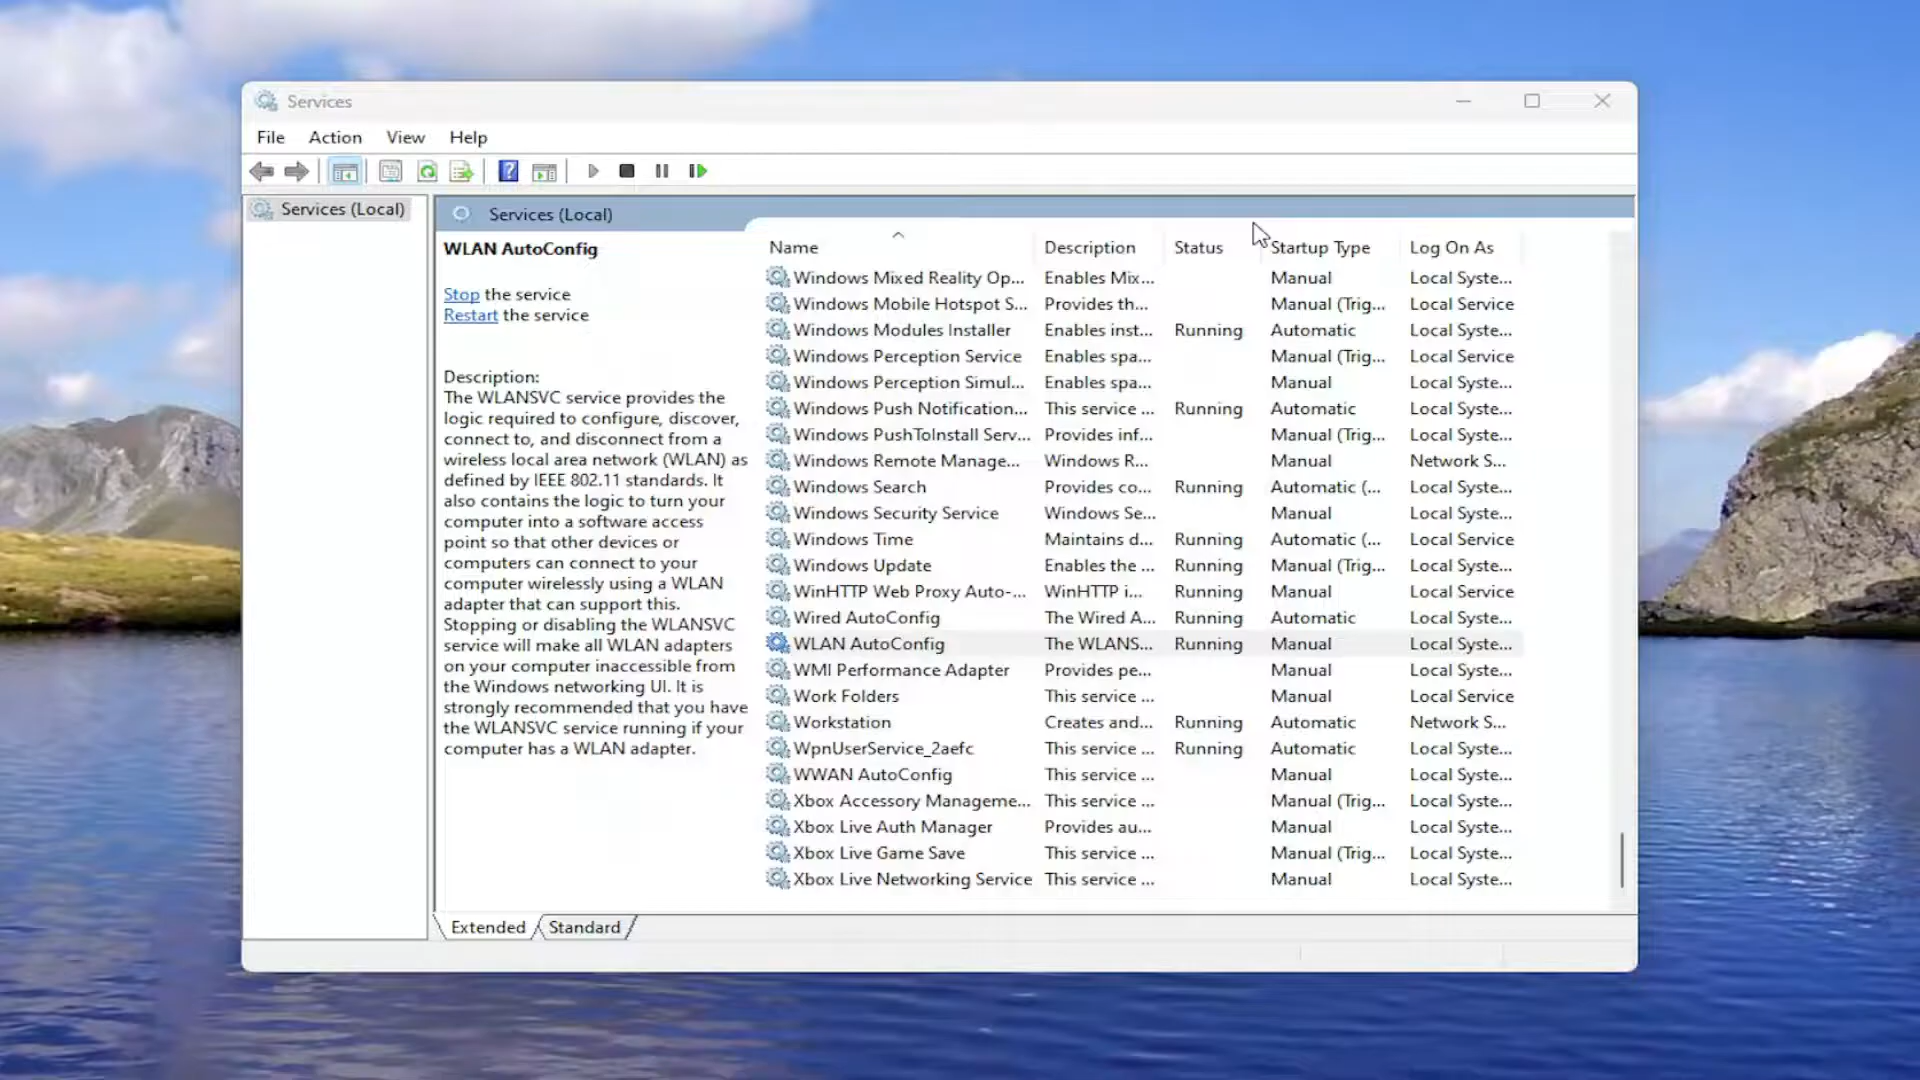 Services
File Action View Help
Services (Local)
Services (Local)
WLAN AutoConfig
Stop the service
Restart the service
Description:
The WLANSVC service provides the
logic required to configure, discover,
connect to, and disconnect from a
wireless local area network (WLAN) as
defined by IEEE 802.11 standards. It
also contains the logic to turn your
computer into a software access
point so that other devices or
computers can connect to your
computer wirelessly using a WLAN
adapter that can support this.
Stopping or disabling the WLANSVC
service will make all WLAN adapters
on your computer inaccessible from
the Windows networking UI. It is
strongly recommended that you have
the WLANSVC service running if your
computer has a WLAN adapter.
Name Description Status Startup Type Log On As
Windows Mixed Reality Op... Enables Mix... Manual Local Syste...
Windows Mobile Hotspot S... Provides th... Manual (Trig... Local Service
Windows Modules Installer Enables inst... Running Automatic Local Syste...
Windows Perception Service Enables spa... Manual (Trig... Local Service
Windows Perception Simul... Enables spa... Manual Local Syste...
Windows Push Notification... This service ... Running Automatic Local Syste...
Windows PushToInstall Serv... Provides inf... Manual (Trig... Local Syste...
Windows Remote Manage... Windows R... Manual Network S...
Windows Search Provides co... Running Automatic (... Local Syste...
Windows Security Service Windows Se... Manual Local Syste...
Windows Time Maintains d... Running Automatic (... Local Service
Windows Update Enables the ... Running Manual (Trig... Local Syste...
WinHTTP Web Proxy Auto-... WinHTTP i... Running Manual Local Service
Wired AutoConfig The Wired A... Running Automatic Local Syste...
WLAN AutoConfig The WLANS... Running Manual Local Syste...
WMI Performance Adapter Provides pe... Manual Local Syste...
Work Folders This service ... Manual Local Service
Workstation Creates and... Running Automatic Network S...
WpnUserService_2aefc This service ... Running Automatic Local Syste...
WWAN AutoConfig This service ... Manual Local Syste...
Xbox Accessory Manageme... This service ... Manual (Trig... Local Syste...
Xbox Live Auth Manager Provides au... Manual Local Syste...
Xbox Live Game Save This service ... Manual (Trig... Local Syste...
Xbox Live Networking Service This service ... Manual Local Syste...
Extended Standard